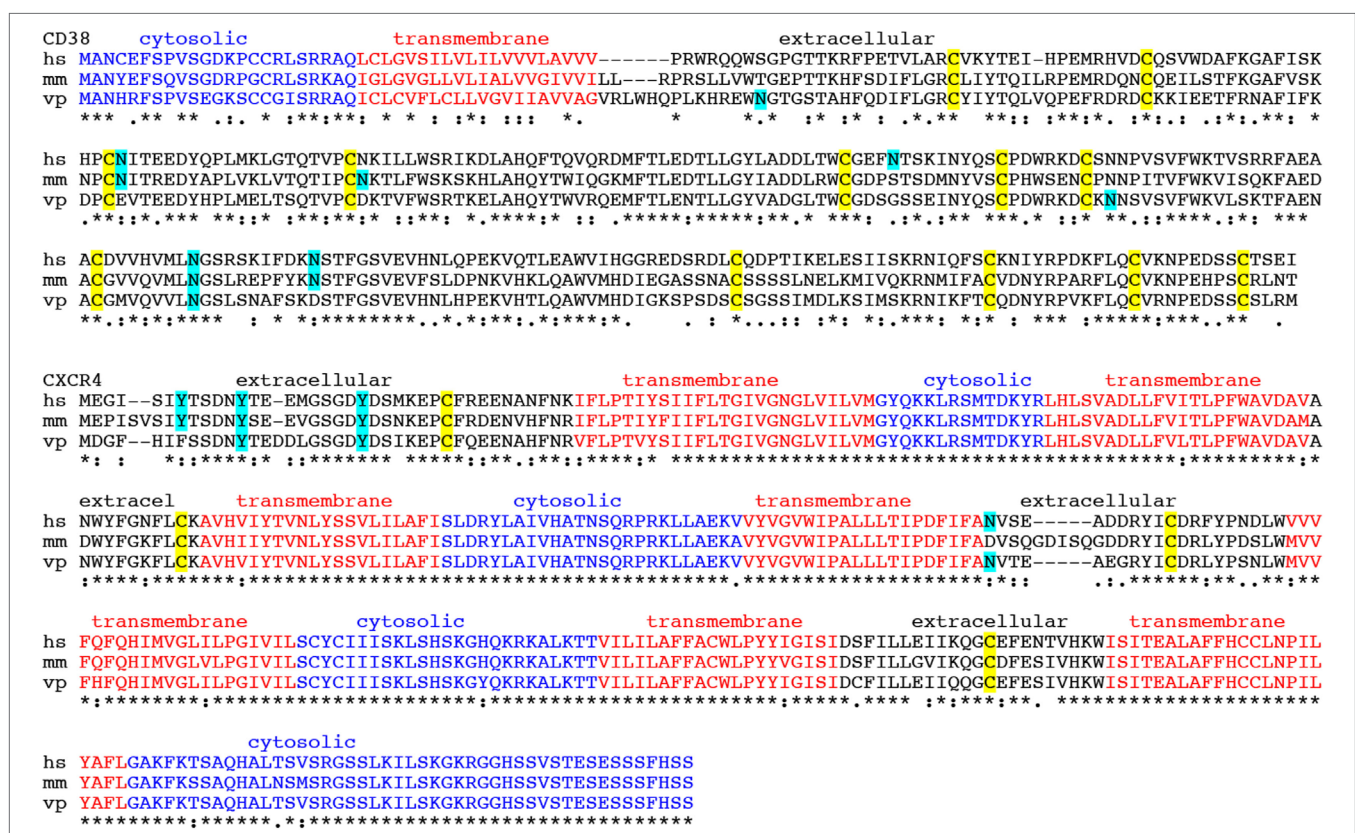 CD38 cytosolic transmembrane extracellular
hs MANCEFSPVSGDKPCCRLSRRAQLCLGVSILVLILVVVLAVVV------PRWRQQWSGPGTTKRFPETVLARCVKYTEI-HPEMRHVDCQSVWDAFKGAFISK
mm MANYEFSQVSGDRPGCRLSRKAQIGLGVGLLVLIALVVGIVVILL---RPRSLLVWTGEPTTKHFSDIFLGRCLIYTQILRPEMRDQNCQEILSTFKGAFVSK
vp MANHRFSPVSEGKSCCGISRRAQICLCVFLCLLVGVIIAVVAGVRLWHQPLKHREWNGTGSTAHFQDIFLGRCYIYTQLVQPEFRDRDCKKIEETFRNAFIFK
hs HPCNITEEDYQPLMKLGTQTVPCNKILLWSRIKDLAHQFTQVQRDMFTLEDTLLGYLADDLTWCGEFNTSKINYQSCPDWRKDCSNNPVSVFWKTVSRRFAEA
mm NPCNITREDYAPLVKLVTQTIPCNKTLFWSKSKHLAHQYTWIQGKMFTLEDTLLGYIADDLRWCGDPSTSDMNYVSCPHWSENCPNNPITVFWKVISQKFAED
vp DPCEVTEEDYHPLMELTSQTVPCDKTVFWSRTKELAHQYTWVRQEMFTLENTLLGYVADGLTWCGDSGSSEINYQSCPDWRKDCKNNSVSVFWKVLSKTFAEN
hs ACDVVHVMLNGSRSKIFDKNSTFGSVEVHNLQPEKVQTLEAWVIHGGREDSRDLCQDPTIKELESIISKRNIQFSCKNIYRPDKFLQCVKNPEDSSCTSEI
mm ACGVVQVMLNGSLREPFYKNSTFGSVEVFSLDPNKVHKLQAWVMHDIEGASSNACSSSSLNELKMIVQKRNMIFACVDNYRPARFLQCVKNPEHPSCRLNT
vp ACGMVQVVLNGSLSNAFSKDSTFGSVEVHNLHPEKVHTLQAWVMHDIGKSPSDSCSGSSIMDLKSIMSKRNIKFTCQDNYRPVKFLQCVRNPEDSSCSLRM
CXCR4 extracellular transmembrane cytosolic transmembrane
hs MEGI--SIYTSDNYTE-EMGSGDYDSMKEPCFREENANFNKIFLPTIYSIIFLTGIVGNGLVILVMGYQKKLRSMTDKYRLHLSVADLLFVITLPFWAVDAVA
mm MEPISVSIYTSDNYSE-EVGSGDYDSNKEPCFRDENVHFNRIFLPTIYFIIFLTGIVGNGLVILVMGYQKKLRSMTDKYRLHLSVADLLFVITLPFWAVDAMA
vp MDGF--HIFSSDNYTEDDLGSGDYDSIKEPCFQEENAHFNRVFLPTVYSIIFLTGIVGNGLVILVMGYQKKLRSMTDKYRLHLSVADLLFVLTLPFWAVDAVA
extracel transmembrane cytosolic transmembrane extracellular
hs NWYFGNFLCKAVHVIYTVNLYSSVLILAFISLDRYLAIVHATNSQRPRKLLAEKVVYVGVWIPALLLTIPDFIFANVSE-----ADDRYICDRFYPNDLWVVV
mm DWYFGKFLCKAVHIIYTVNLYSSVLILAFISLDRYLAIVHATNSQRPRKLLAEKAVYVGVWIPALLLTIPDFIFADVSQGDISQGDDRYICDRLYPDSLWMVV
vp NWYFGKFLCKAVHVIYTVNLYSSVLILAFISLDRYLAIVHATNSQRPRKLLAEKVVYVGVWIPALLLTIPDFIFANVTE-----AEGRYICDRLYPSNLWMVV
transmembrane cytosolic transmembrane extracellular transmembrane
hs FQFQHIMVGLILPGIVILSCYCIIISKLSHSKGHQKRKALKTTVILILAFFACWLPYYIGISIDSFILLEIIKQGCEFENTVHKWISITEALAFFHCCLNPIL
mm FQFQHIMVGLVLPGIVILSCYCIIISKLSHSKGHQKRKALKTTVILILAFFACWLPYYVGISIDSFILLGVIKQGCDFESIVHKWISITEALAFFHCCLNPIL
vp FHFQHIMVGLILPGIVILSCYCIIISKLSHSKGYQKRKALKTTVILILAFFACWLPYYIGISIDCFILLEIIQQGCEFESIVHKWISITEALAFFHCCLNPIL
cytosolic
hs YAFLGAKFKTSAQHALTSVSRGSSLKILSKGKRGGHSSVSTESESSSFHSS
mm YAFLGAKFKSSAQHALNSMSRGSSLKILSKGKRGGHSSVSTESESSSFHSS
vp YAFLGAKFKTSAQHALTSVSRGSSLKILSKGKRGGHSSVSTESESSSFHSS